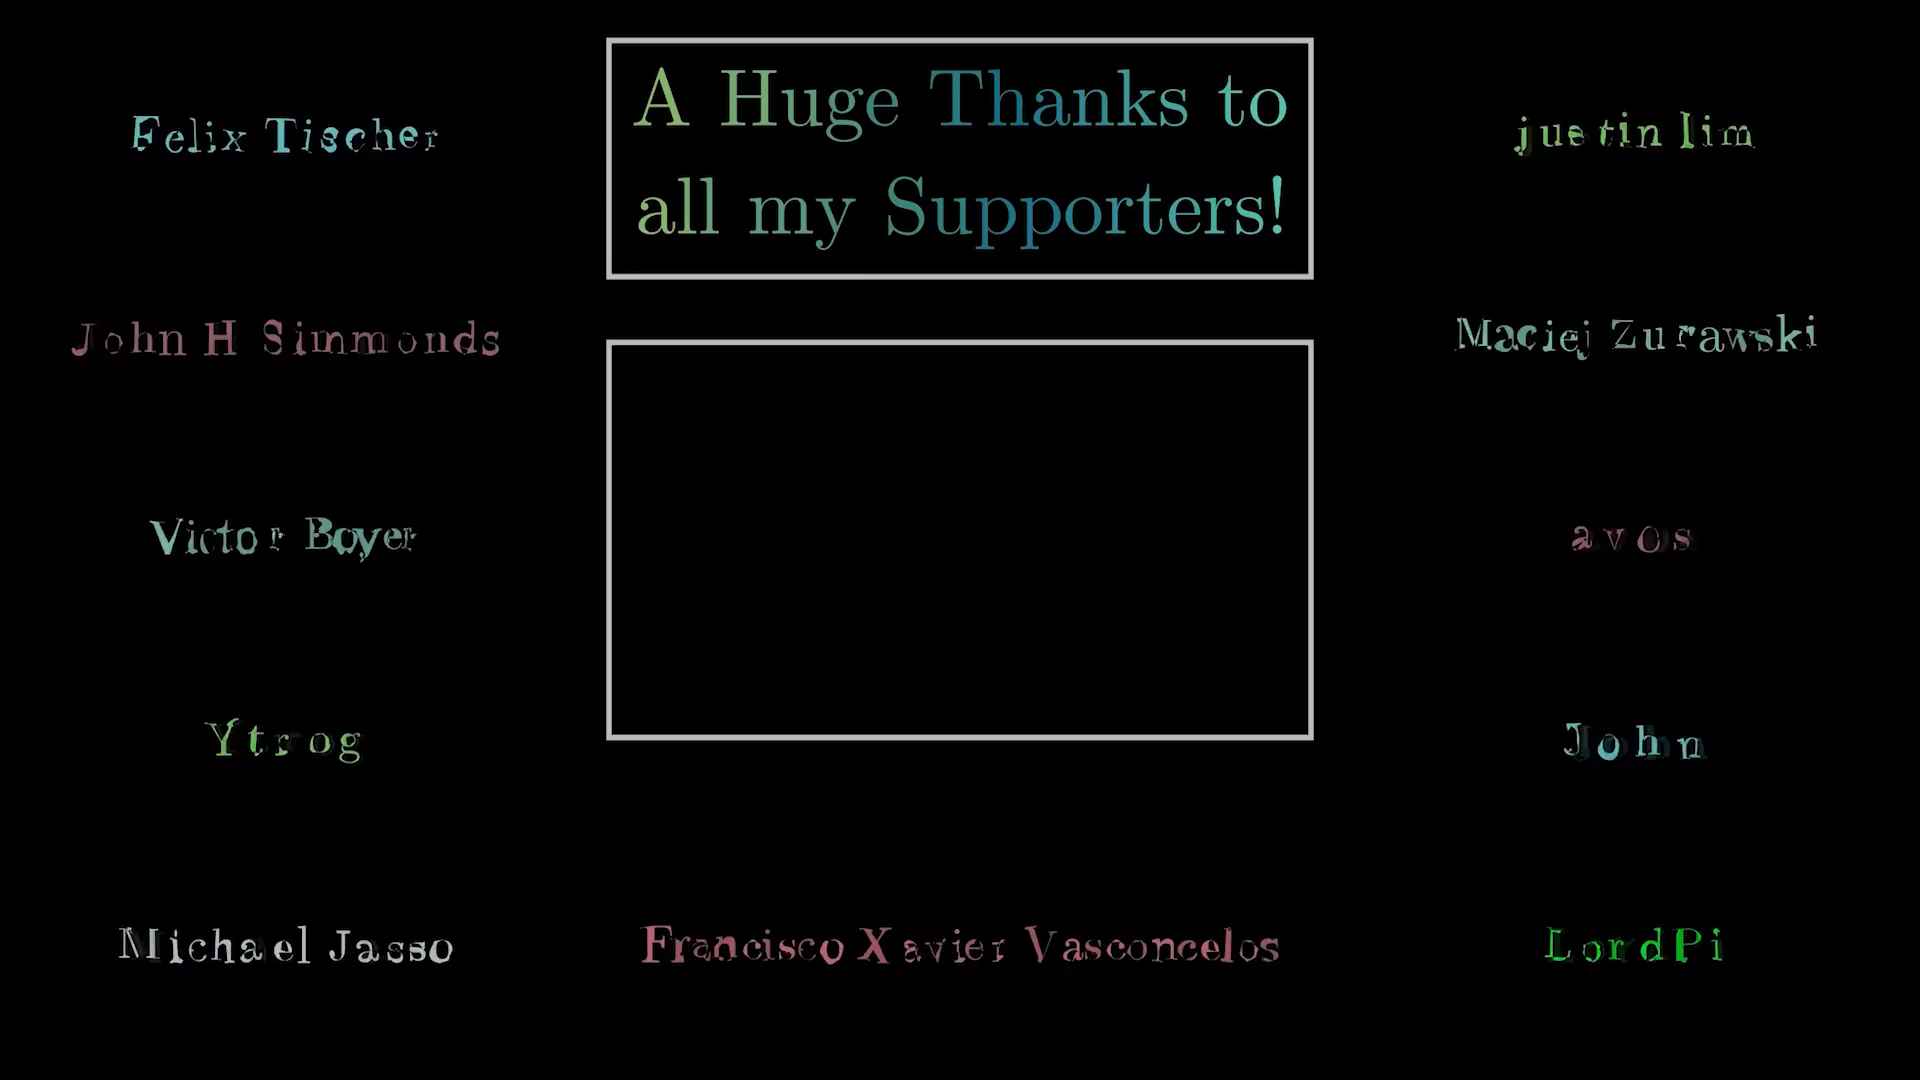 A Huge Thanks to
all my Supporters!
Felix Tischer
justin lim
John H Simmonds
Maciej Zurawski
Victor Boyer
avos
Ytrog
John
Michael Jasso
Francisco Xavier Vasconcelos
LordPi